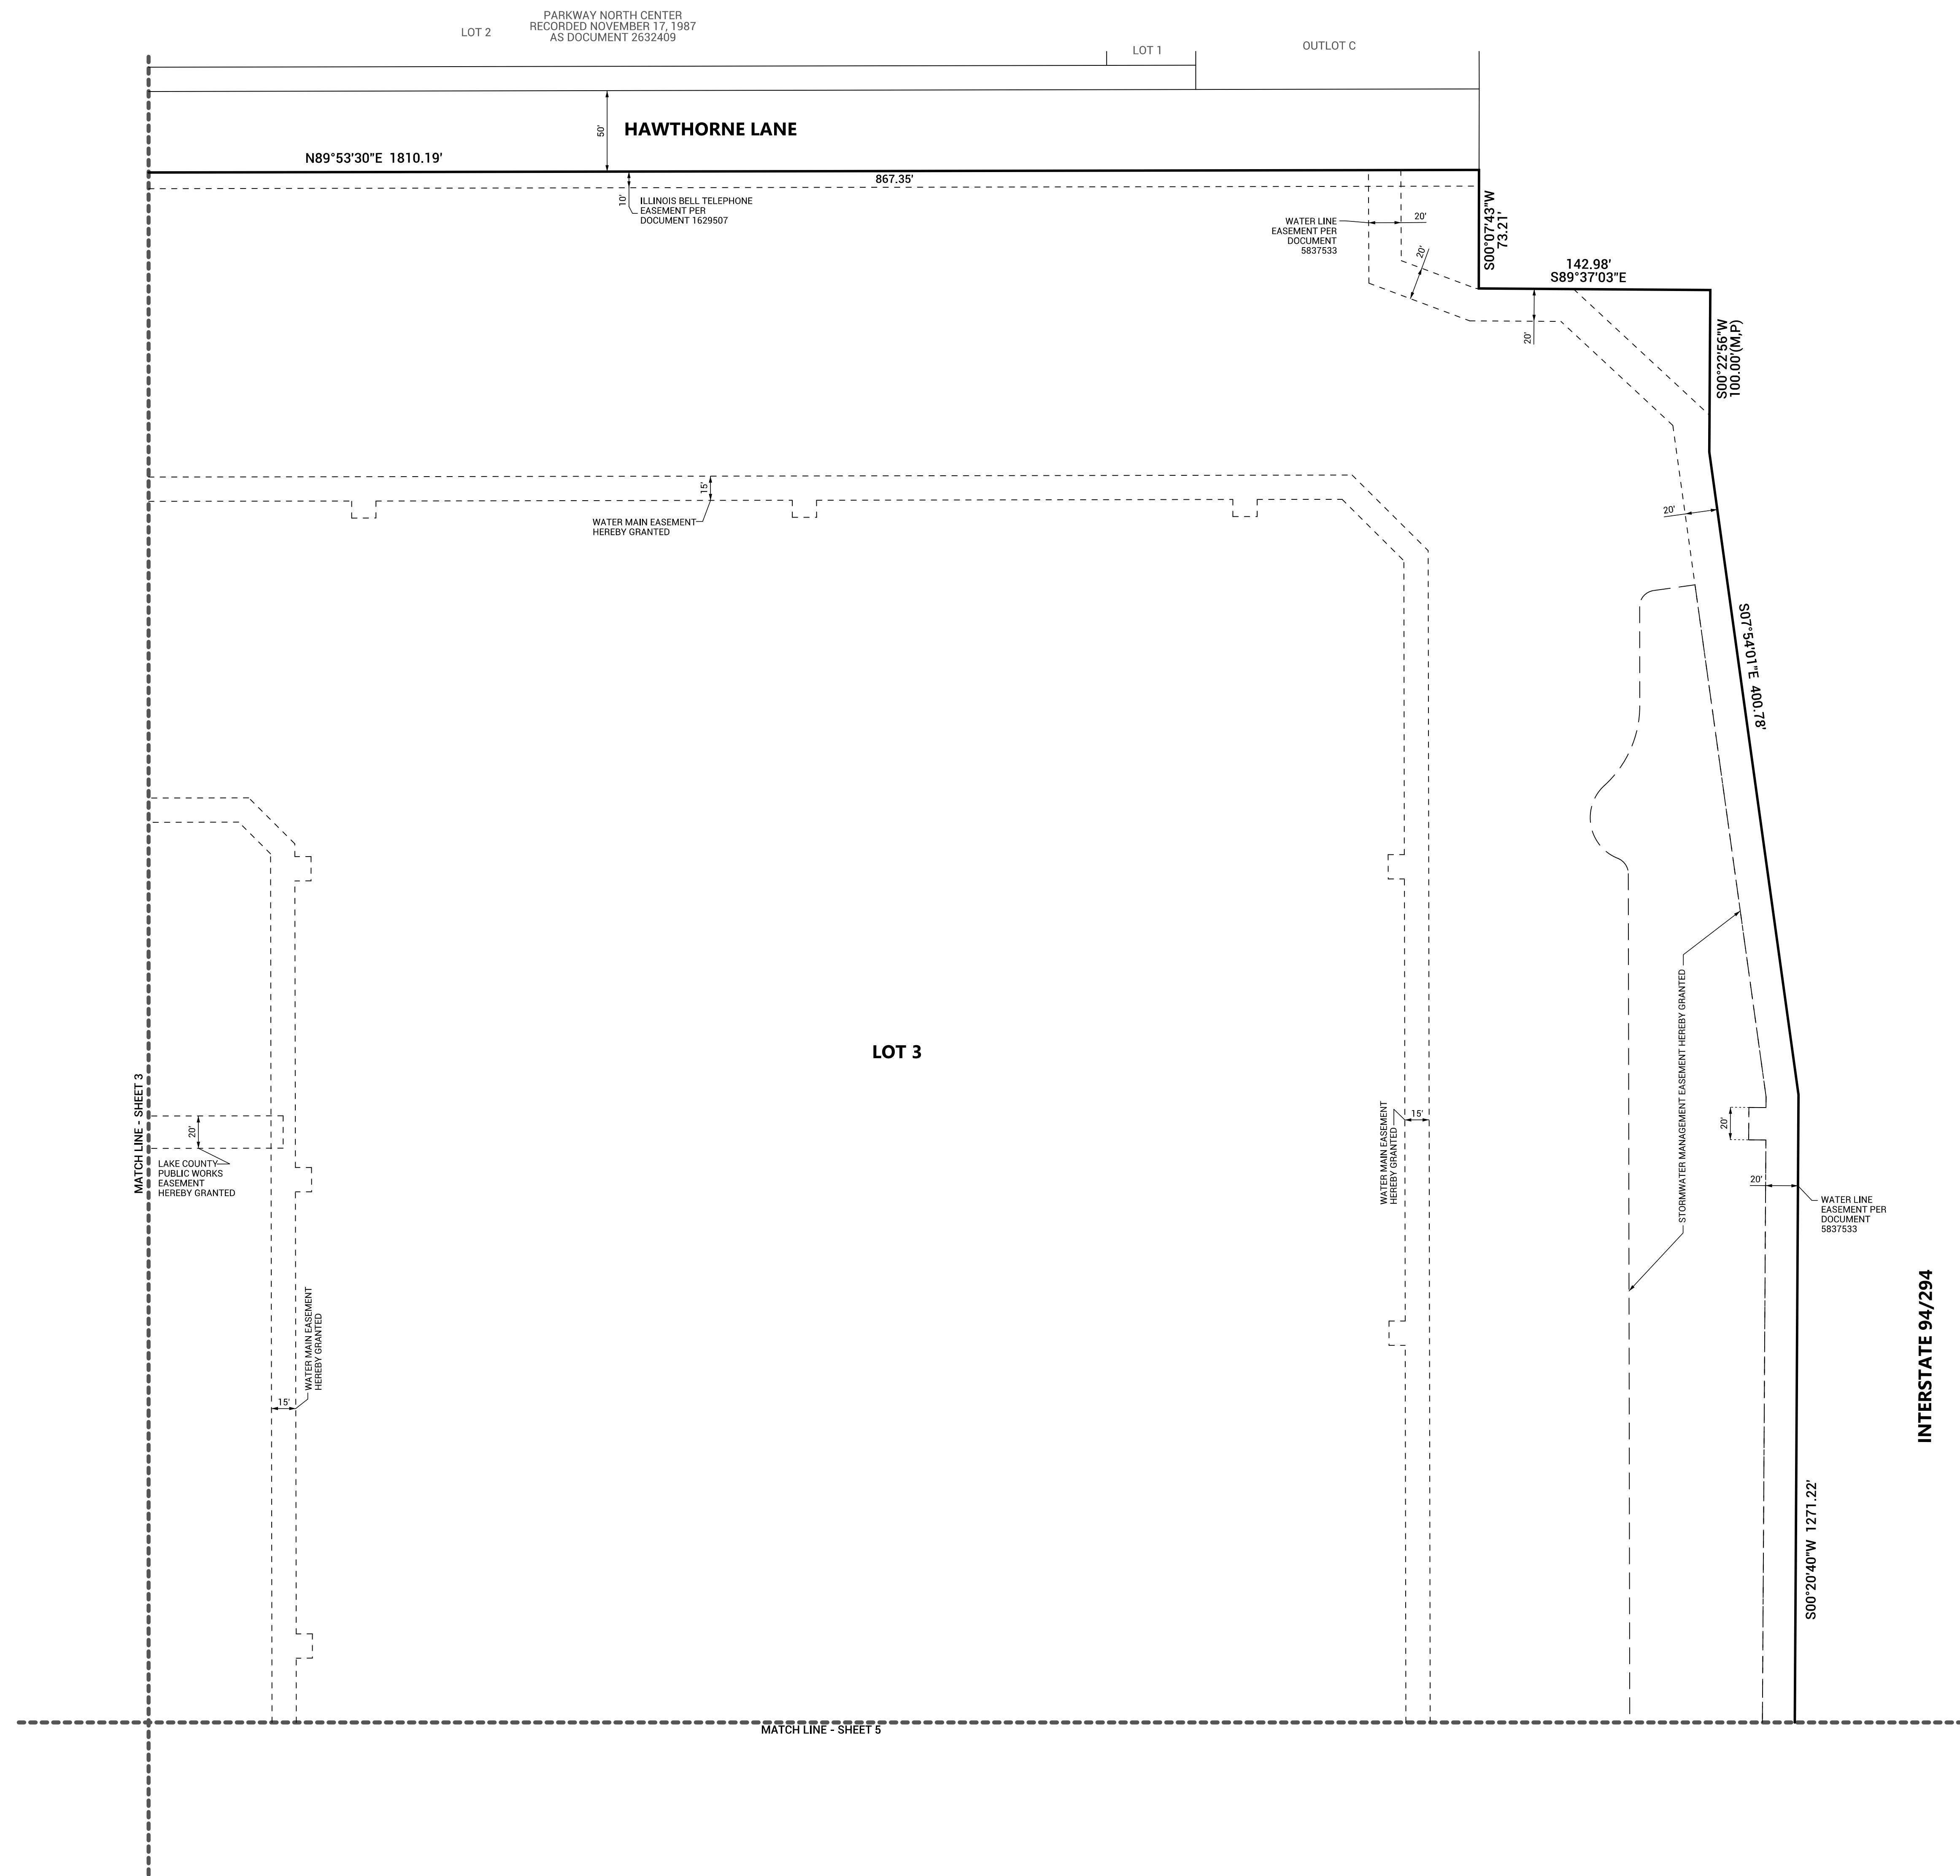 PARKWAY NORTH CENTER
RECORDED NOVEMBER 17, 1987
AS DOCUMENT 2632409
LOT 2
LOT 1
OUTLOT C
50'
HAWTHORNE LANE
N89°53'30"E 1810.19'
867.35'
10'
ILLINOIS BELL TELEPHONE
EASEMENT PER
DOCUMENT 1629507
WATER LINE
EASEMENT PER
DOCUMENT
5837533
20'
20'
S00°07'43"W
73.21'
142.98'
S89°37'03"E
20'
S00°22'56"W
100.00'(M,P)
15'
WATER MAIN EASEMENT
HEREBY GRANTED
20'
S07°54'01"E 400.78'
LOT 3
MATCH LINE - SHEET 3
20'
LAKE COUNTY
PUBLIC WORKS
EASEMENT
HEREBY GRANTED
WATER MAIN EASEMENT
HEREBY GRANTED
15'
STORMWATER MANAGEMENT EASEMENT HEREBY GRANTED
20'
20'
WATER LINE
EASEMENT PER
DOCUMENT
5837533
WATER MAIN EASEMENT
HEREBY GRANTED
15'
INTERSTATE 94/294
S00°20'40"W 1271.22'
MATCH LINE - SHEET 5